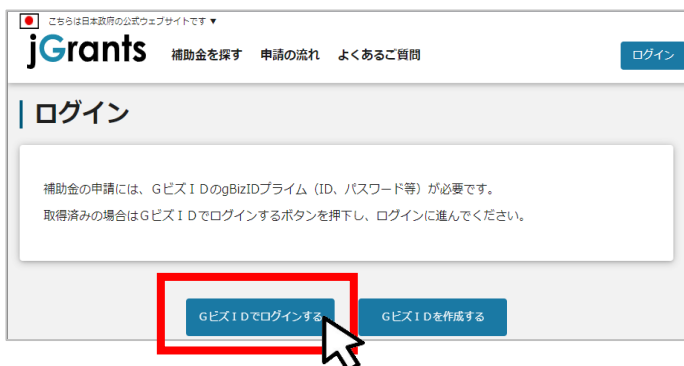 こちらは日本政府の公式ウェブサイトです ▼
jGrants 補助金を探す 申請の流れ よくあるご質問 ログイン
ログイン
補助金の申請には、GビズIDのgBizIDプライム（ID、パスワード等）が必要です。
取得済みの場合はGビズIDでログインするボタンを押下し、ログインに進んでください。
GビズIDでログインする GビズIDを作成する